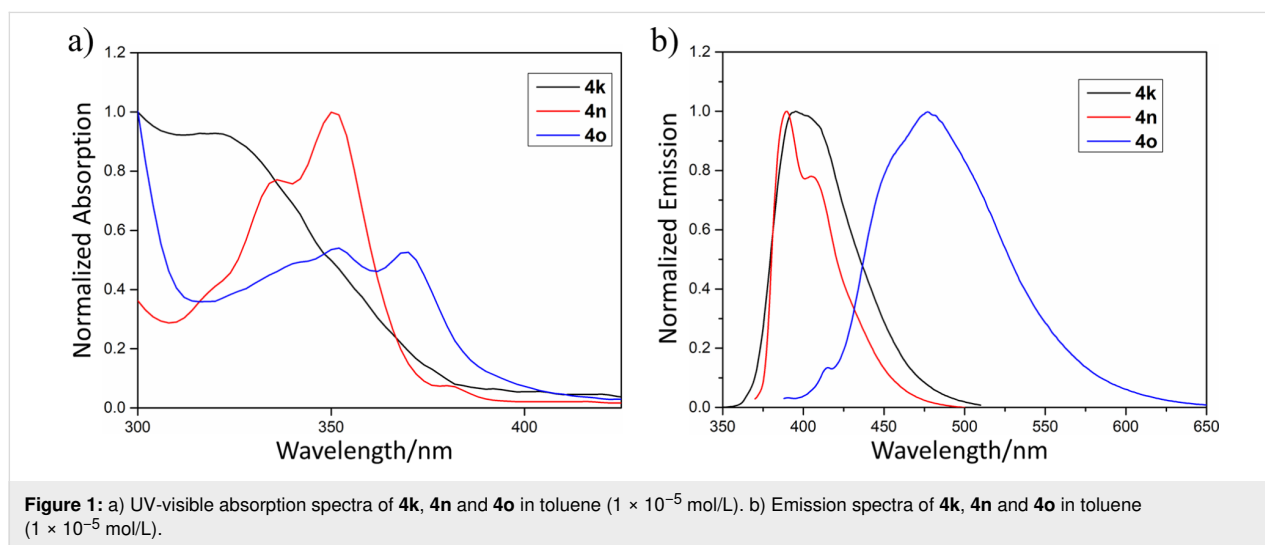 a)
1.2
1.0
0.8
0.6
0.4
0.2
0.0
300
350
400
Normalized Absorption
Wavelength/nm
4k
4n
4o
b)
1.2
1.0
0.8
0.6
0.4
0.2
0.0
350
375
400
450
500
550
600
650
Normalized Emission
Wavelength/nm
4k
4n
4o
Figure 1: a) UV-visible absorption spectra of 4k, 4n and 4o in toluene (1 × 10⁻⁵ mol/L). b) Emission spectra of 4k, 4n and 4o in toluene
(1 × 10⁻⁵ mol/L).